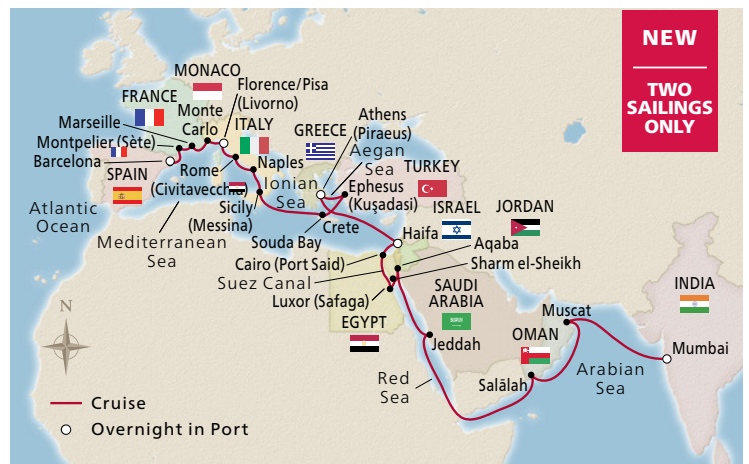 NEW
TWO
SAILINGS
ONLY
MONACO
Florence/Pisa
(Livorno)
FRANCE
Monte
Carlo
Marseille
ITALY
Athens
(Piraeus)
GREECE
Montpelier (Sète)
Aegan
Sea
Barcelona
Rome
(Civitavecchia)
Naples
TURKEY
SPAIN
Ionian
Sea
Ephesus
(Kuşadasi)
Sicily
(Messina)
ISRAEL
JORDAN
Atlantic
Ocean
Mediterranean
Sea
Crete
Souda Bay
Haifa
Aqaba
Cairo (Port Said)
Sharm el-Sheikh
Suez Canal
SAUDI
ARABIA
INDIA
Luxor (Safaga)
N
EGYPT
Muscat
OMAN
Jeddah
Mumbai
Red
Sea
Salālah
Arabian
Sea
Cruise
Overnight in Port